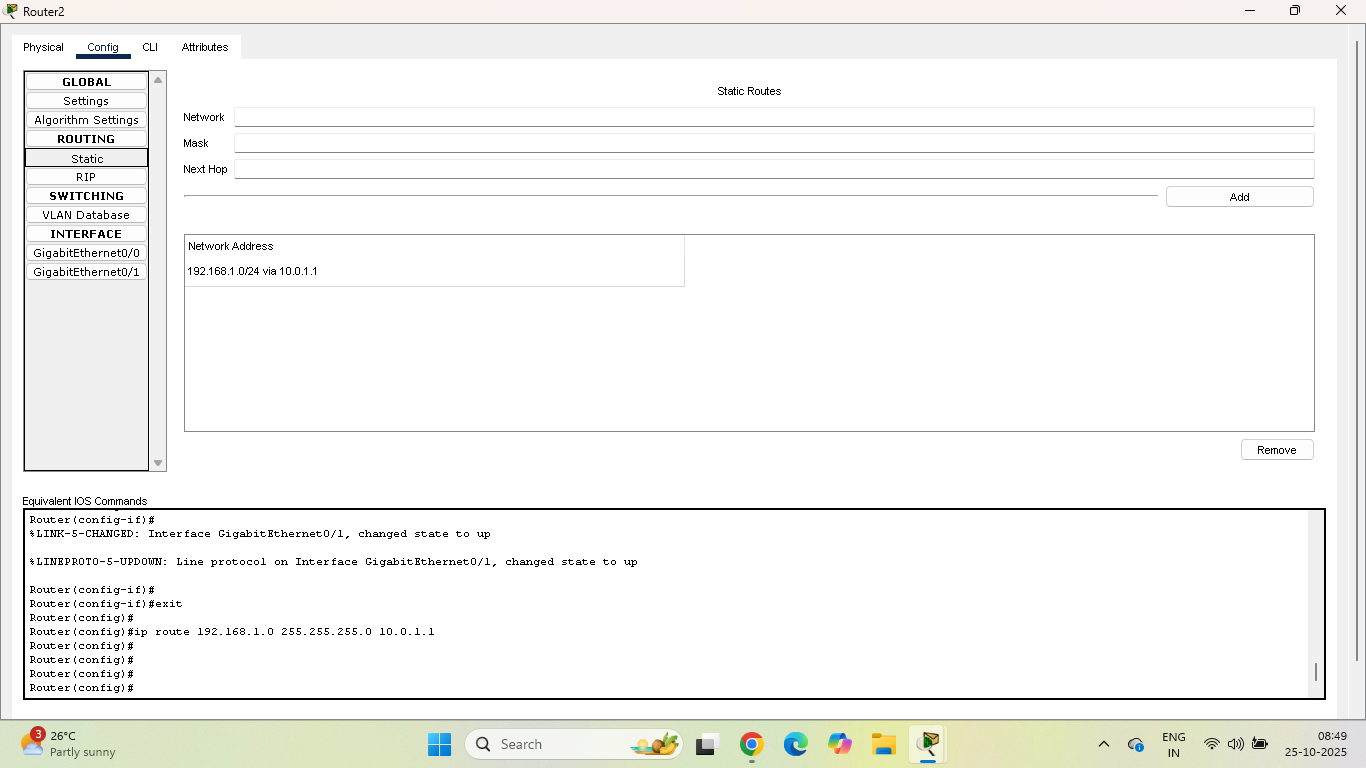 Router2
Physical Config CLI Attributes
GLOBAL
Settings
Algorithm Settings
ROUTING
Static
RIP
SWITCHING
VLAN Database
INTERFACE
GigabitEthernet0/0
GigabitEthernet0/1
Static Routes
Network
Mask
Next Hop
Add
Network Address
192.168.1.0/24 via 10.0.1.1
Remove
Equivalent IOS Commands
Router(config-if)#
%LINK-5-CHANGED: Interface GigabitEthernet0/1, changed state to up
%LINEPROTO-5-UPDOWN: Line protocol on Interface GigabitEthernet0/1, changed state to up
Router(config-if)#
Router(config-if)#exit
Router(config)#
Router(config)#ip route 192.168.1.0 255.255.255.0 10.0.1.1
Router(config)#
Router(config)#
Router(config)#
Router(config)#
3
26°C
Partly sunny
Search
ENG
IN
08:49
25-10-2025